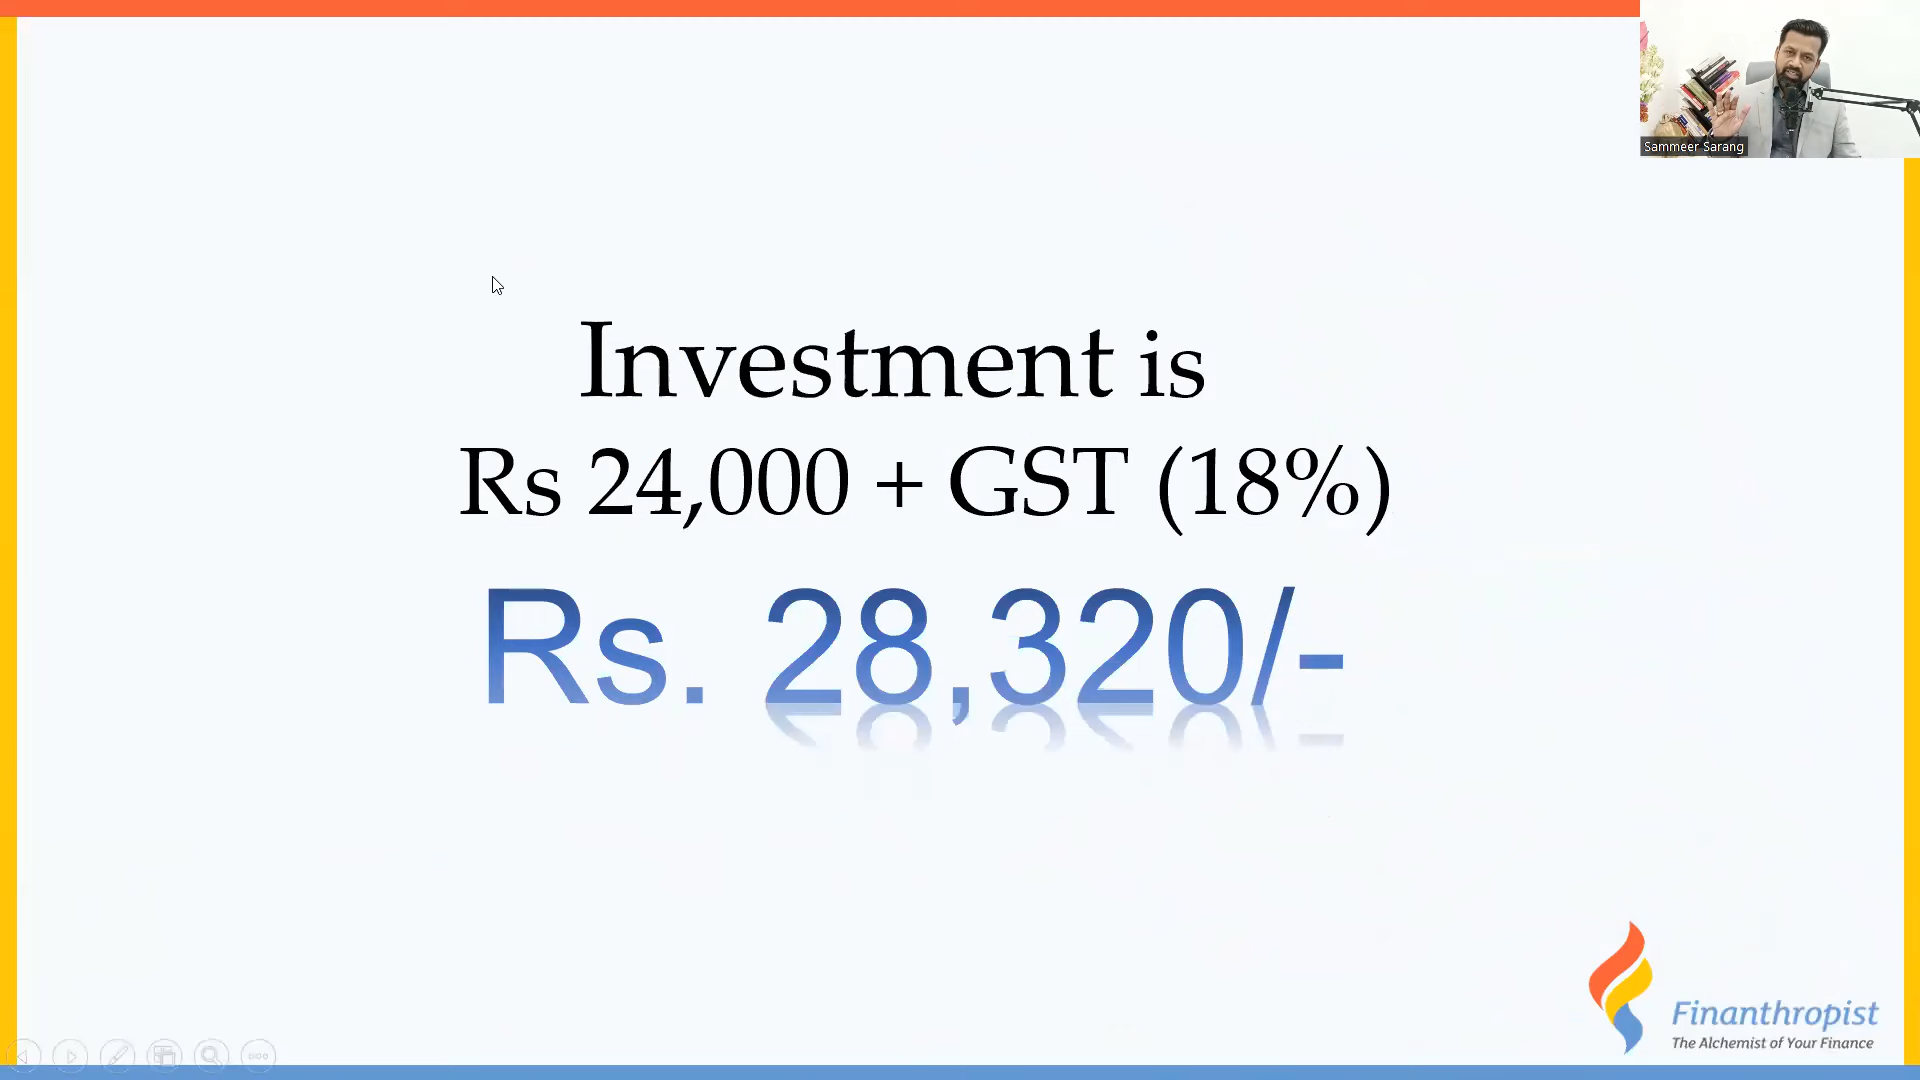 Sammeer Sarang
Investment is
Rs 24,000 + GST (18%)
Rs. 28,320/-
Finanthropist
The Alchemist of Your Finance